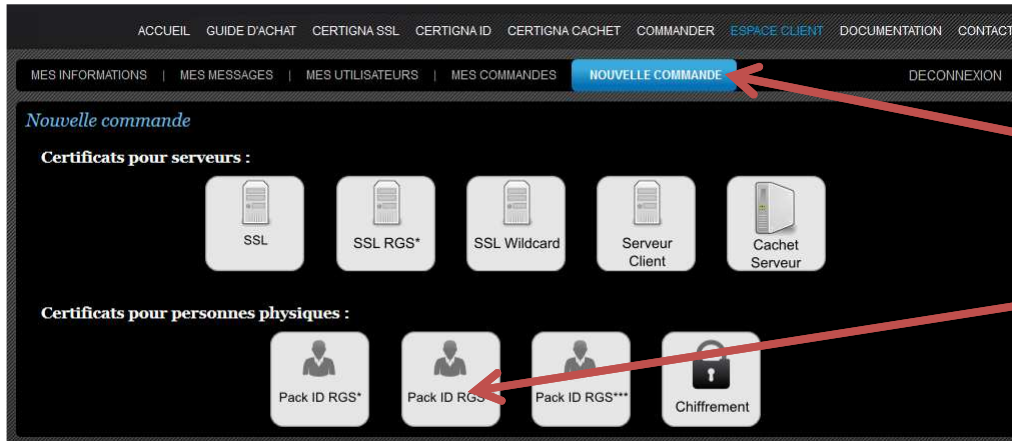 ACCUEIL GUIDE D'ACHAT CERTIGNA SSL CERTIGNA ID CERTIGNA CACHET COMMANDER ESPACE CLIENT DOCUMENTATION CONTACT
MES INFORMATIONS | MES MESSAGES | MES UTILISATEURS | MES COMMANDES NOUVELLE COMMANDE DECONNEXION
Nouvelle commande
Certificats pour serveurs :
SSL SSL RGS* SSL Wildcard Serveur Client Cachet Serveur
Certificats pour personnes physiques :
Pack ID RGS* Pack ID RGS Pack ID RGS*** Chiffrement